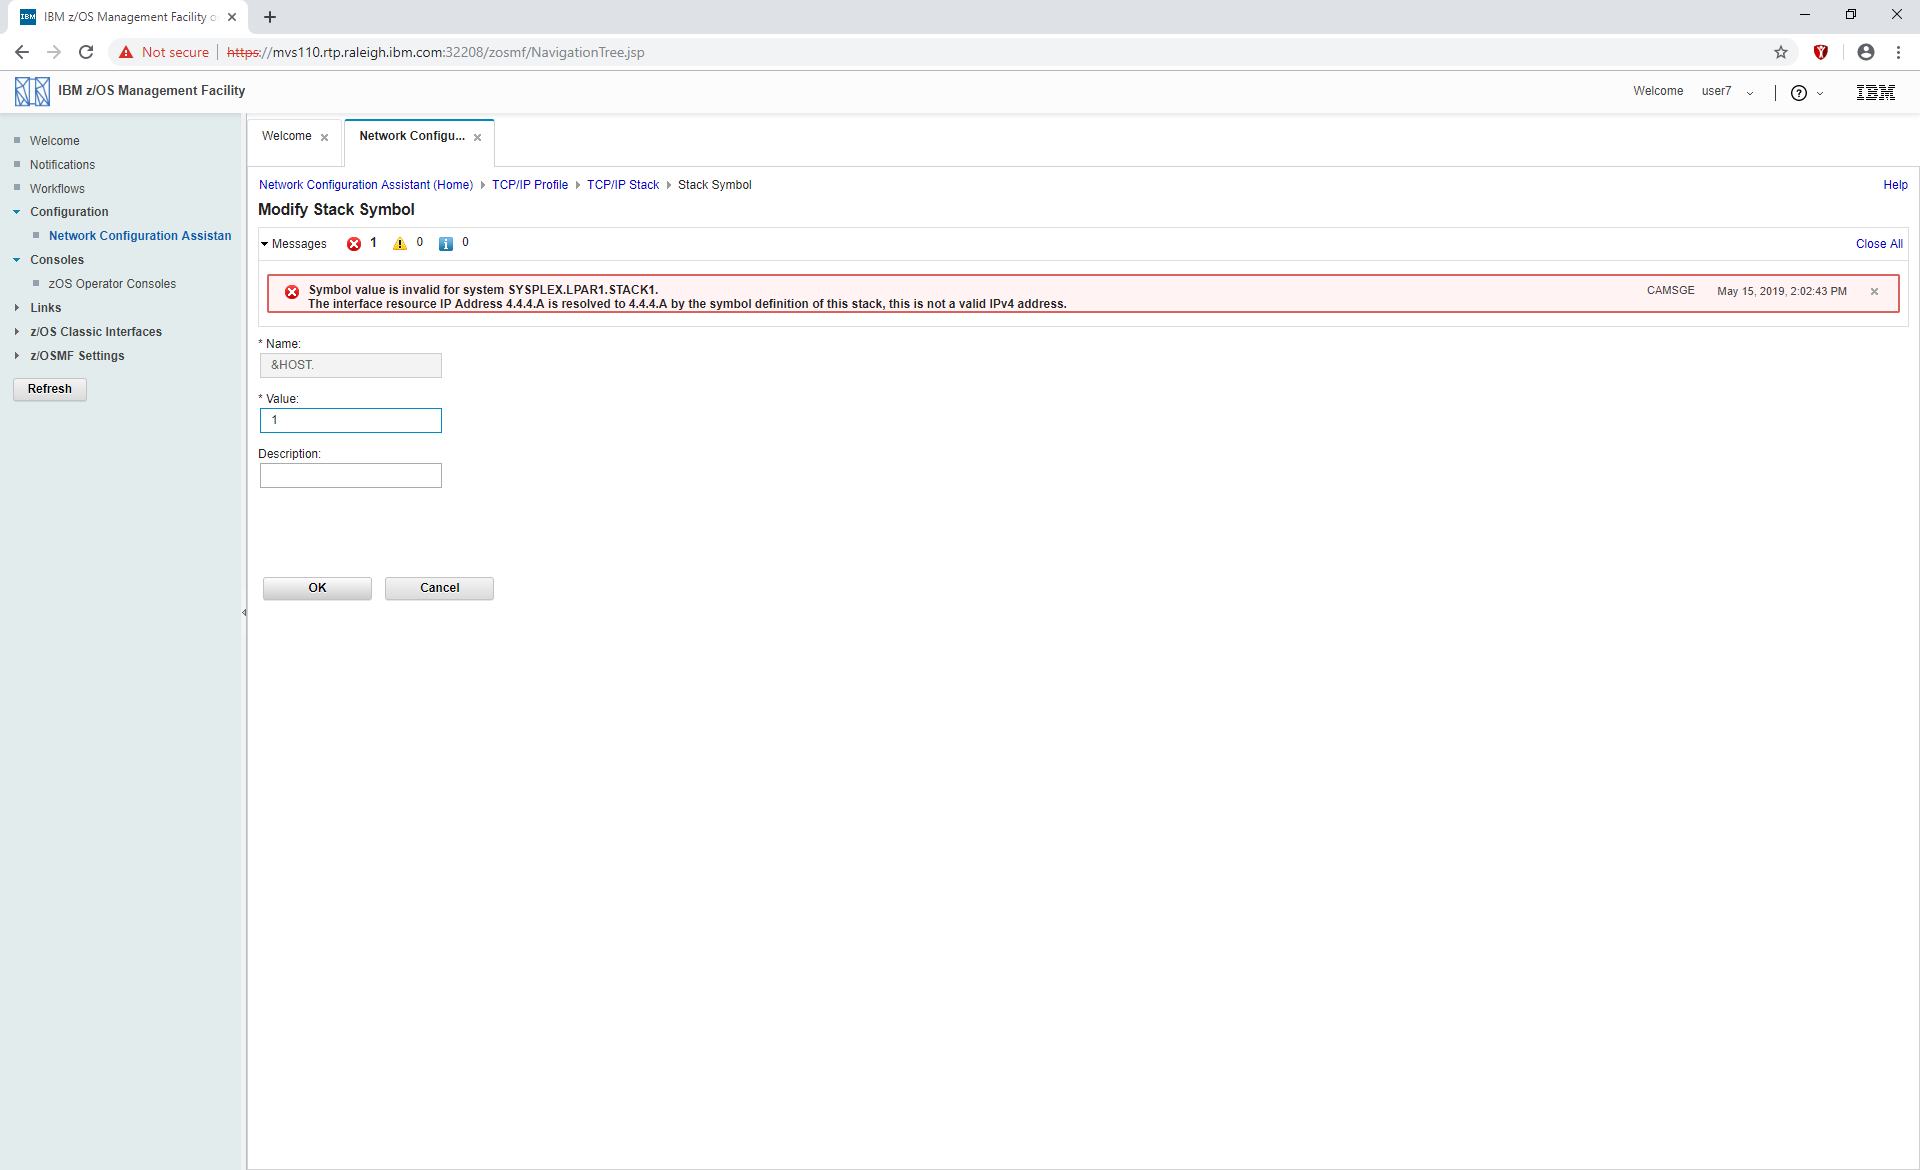 IBM
IBM z/OS Management Facility o
Not secure
https://mvs110.rtp.raleigh.ibm.com:32208/zosmf/NavigationTree.jsp
IBM z/OS Management Facility
Welcome user7
IBM
Welcome
Notifications
Workflows
Configuration
Network Configuration Assistan
Consoles
zOS Operator Consoles
Links
z/OS Classic Interfaces
z/OSMF Settings
Refresh
Welcome
Network Configu...
Network Configuration Assistant (Home) TCP/IP Profile TCP/IP Stack Stack Symbol
Help
Modify Stack Symbol
Messages 1 0 0
Close All
Symbol value is invalid for system SYSPLEX.LPAR1.STACK1.
The interface resource IP Address 4.4.4.A is resolved to 4.4.4.A by the symbol definition of this stack, this is not a valid IPv4 address.
CAMSGE May 15, 2019, 2:02:43 PM
* Name:
&HOST.
* Value:
1
Description:
OK Cancel